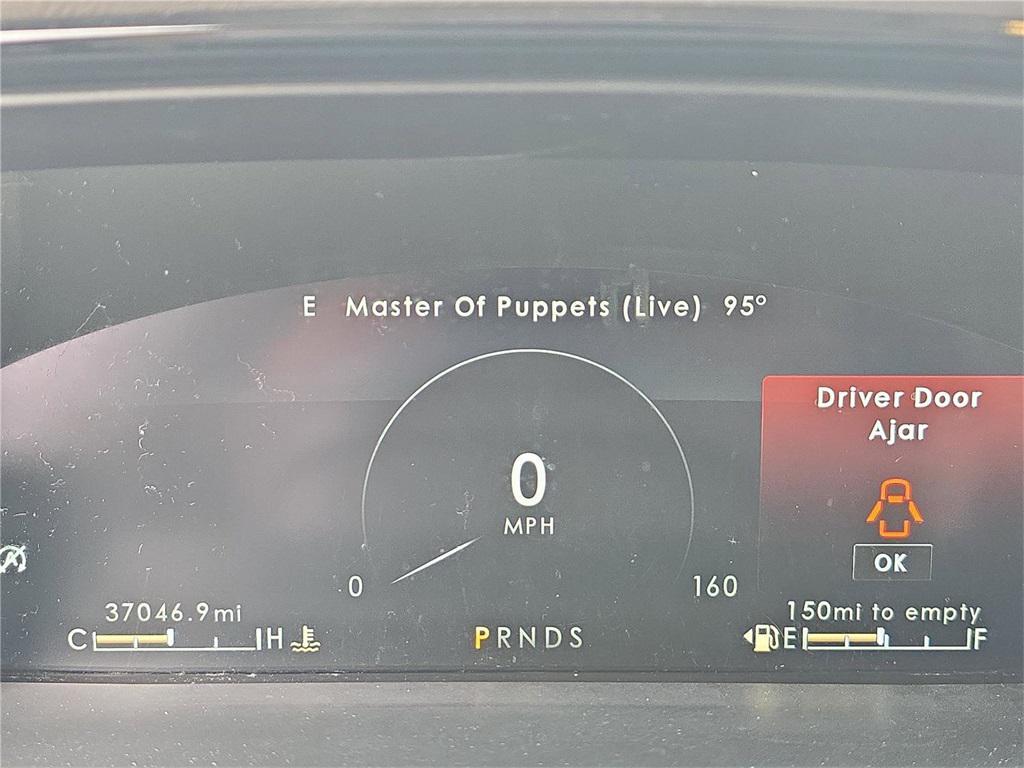 E Master Of Puppets (Live) 95°
Driver Door
Ajar
OK
0
MPH
0 160
37046.9mi
150mi to empty
C H
PRNDS
E F
A